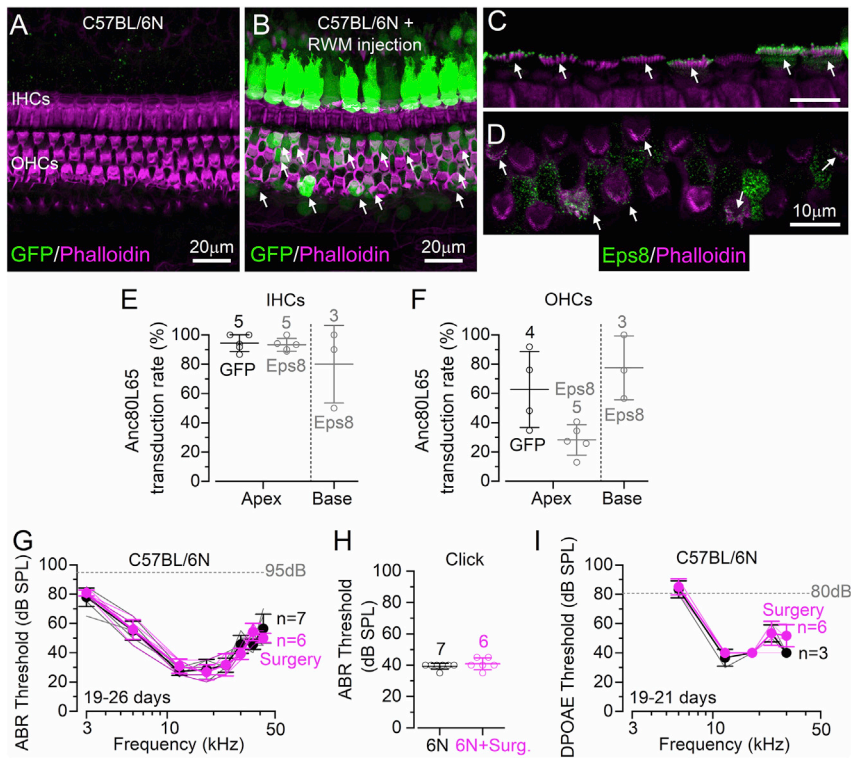 A
C57BL/6N
IHCs
OHCs
GFP/Phalloidin
20μm
B
C57BL/6N +
RWM injection
GFP/Phalloidin
20μm
C
D
10μm
Eps8/Phalloidin
E
IHCs
Anc80L65
transduction rate (%)
100
80
60
40
20
0
5
5
3
GFP
Eps8
Eps8
Apex
Base
F
OHCs
Anc80L65
transduction rate (%)
100
80
60
40
20
0
4
Eps8
5
3
GFP
Eps8
Apex
Base
G
C57BL/6N
ABR Threshold (dB SPL)
100
80
60
40
20
0
95dB
n=7
n=6
Surgery
19-26 days
3
10
50
Frequency (kHz)
H
Click
ABR Threshold
(dB SPL)
100
80
60
40
20
0
7
6
6N
6N+Surg.
I
C57BL/6N
DPOAE Threshold (dB SPL)
100
80
60
40
20
0
80dB
Surgery
n=6
n=3
19-21 days
3
10
50
Frequency (kHz)